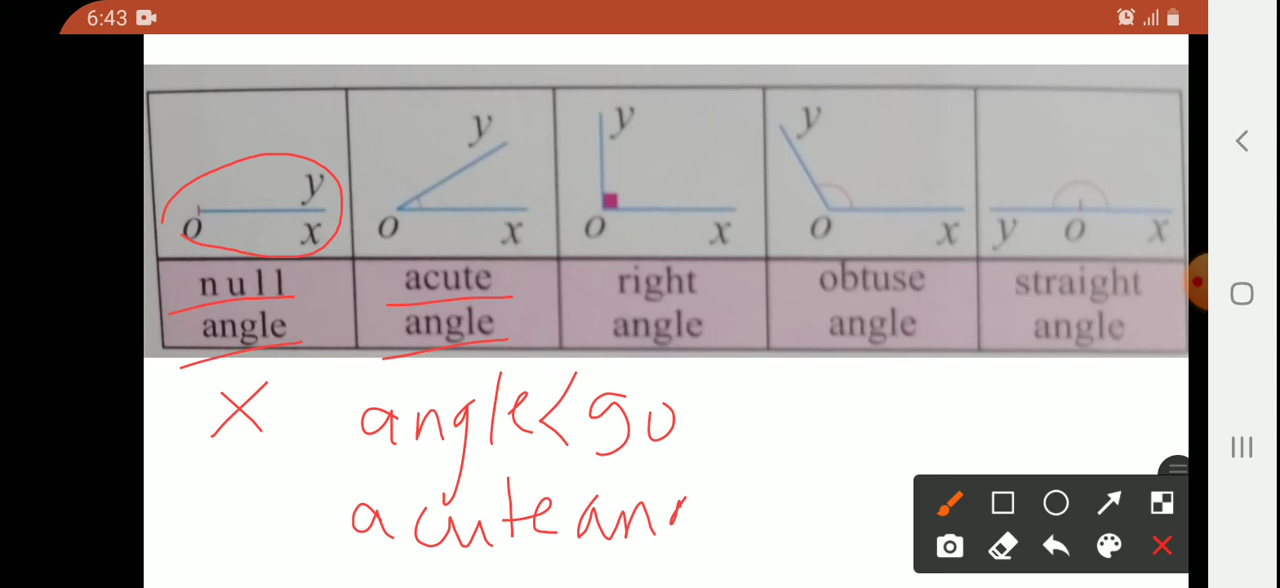 6:43
y y y y
o x o x o x o x y o x
null acute right obtuse straight
angle angle angle angle angle
X angle<90
acute an